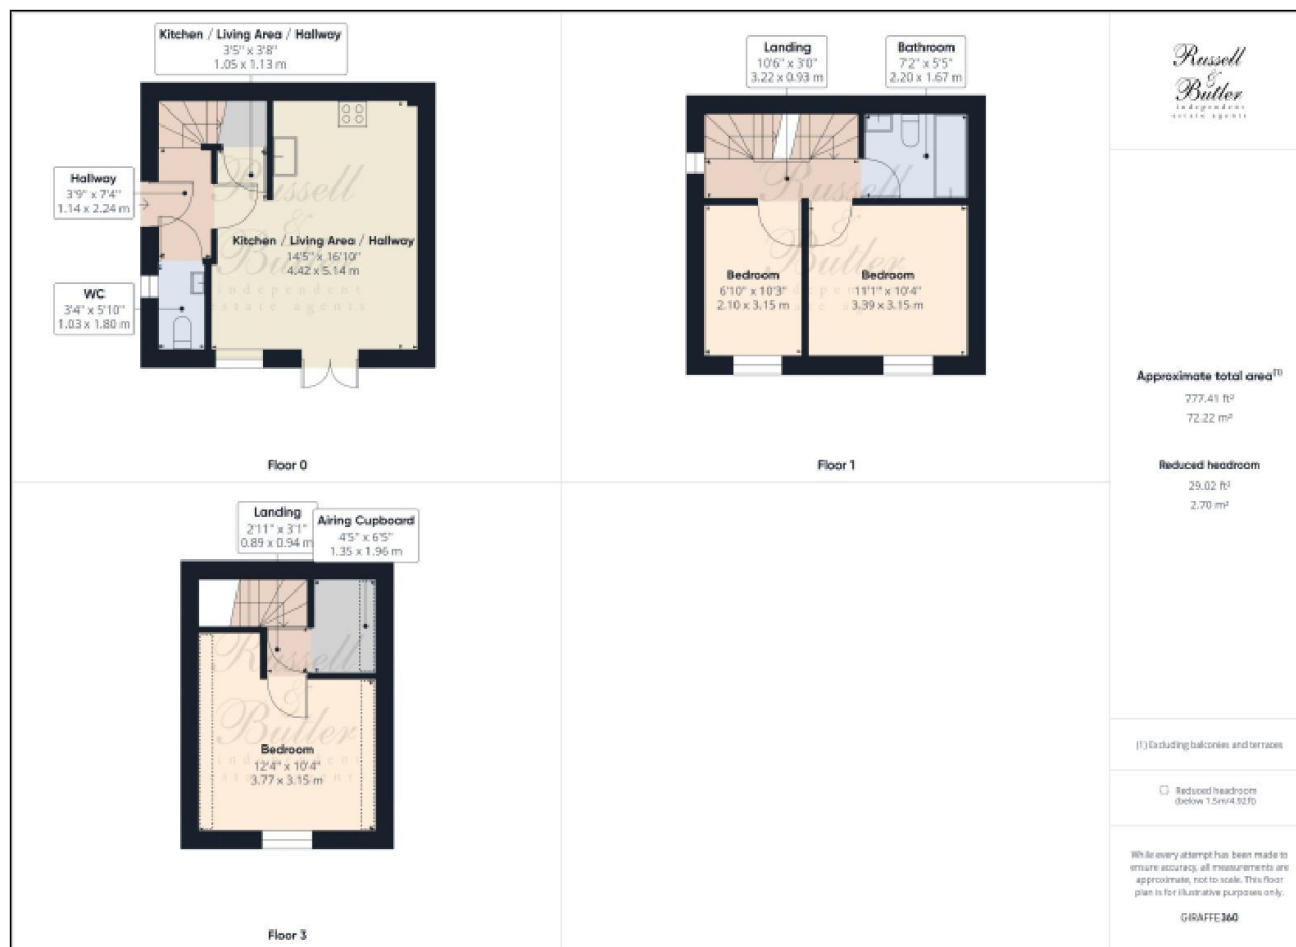 Kitchen / Living Area / Hallway
3'5" x 3'8"
1.05 x 1.13 m
Hallway
3'9" x 7'4"
1.14 x 2.24 m
Kitchen / Living Area / Hallway
14'5" x 16'10"
4.42 x 5.14 m
WC
3'4" x 5'10"
1.03 x 1.80 m
Russell
&
Butler
independent
estate agents
Floor 0
Landing
10'6" x 3'0"
3.22 x 0.93 m
Bathroom
7'2" x 5'5"
2.20 x 1.67 m
Bedroom
6'10" x 10'3"
2.10 x 3.15 m
Bedroom
11'1" x 10'4"
3.39 x 3.15 m
Russell
&
Butler
Floor 1
Landing
2'11" x 3'1"
0.89 x 0.94 m
Airing Cupboard
4'5" x 6'5"
1.35 x 1.96 m
Bedroom
12'4" x 10'4"
3.77 x 3.15 m
Russell
&
Butler
Floor 3
Russell
&
Butler
independent
estate agents
Approximate total area(1)
777.41 ft²
72.22 m²
Reduced headroom
29.02 ft²
2.70 m²
(1) Excluding balconies and terraces
Reduced headroom
(below 1.5m/4.92ft)
While every attempt has been made to
ensure accuracy, all measurements are
approximate, not to scale. This floor
plan is for illustrative purposes only.
GIRAFFE360